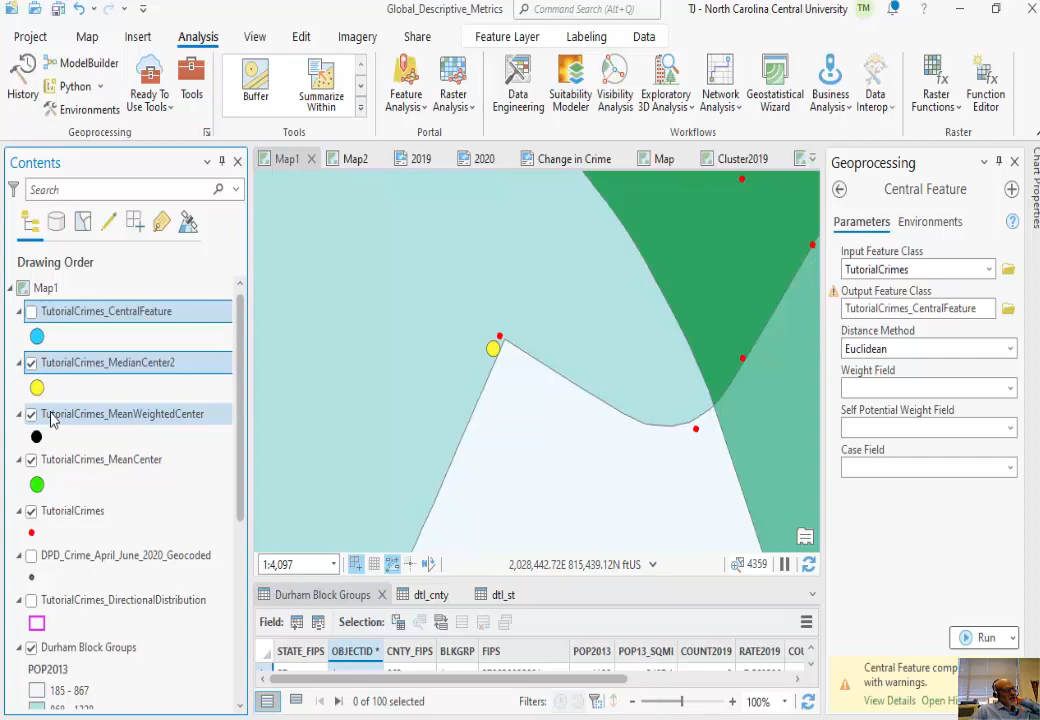 Global_Descriptive_Metrics
Command Search (Alt+Q)
TJ - North Carolina Central University
TM
?
Project
Map
Insert
Analysis
View
Edit
Imagery
Share
Feature Layer
Labeling
Data
History
ModelBuilder
Python
Environments
Ready To
Use Tools
Tools
Buffer
Summarize
Within
Feature
Analysis
Raster
Analysis
Data
Engineering
Suitability
Modeler
Visibility
Analysis
Exploratory
3D Analysis
Network
Analysis
Geostatistical
Wizard
Business
Analysis
Data
Interop
Raster
Functions
Function
Editor
Geoprocessing
Tools
Portal
Workflows
Raster
Contents
Search
Drawing Order
Map1
TutorialCrimes_CentralFeature
TutorialCrimes_MedianCenter2
TutorialCrimes_MeanWeightedCenter
TutorialCrimes_MeanCenter
TutorialCrimes
DPD_Crime_April_June_2020_Geocoded
TutorialCrimes_DirectionalDistribution
Durham Block Groups
POP2013
185 - 867
Map1
Map2
2019
2020
Change in Crime
Map
Cluster2019
1:4,097
2,028,442.72E 815,439.12N ftUS
4359
Durham Block Groups
dtl_cnty
dtl_st
Field:
Selection:
STATE_FIPS
OBJECTID *
CNTY_FIPS
BLKGRP
FIPS
POP2013
POP13_SQMI
COUNT2019
RATE2019
COU
0 of 100 selected
Filters:
100%
Geoprocessing
Central Feature
Parameters
Environments
?
Input Feature Class
TutorialCrimes
Output Feature Class
TutorialCrimes_CentralFeature
Distance Method
Euclidean
Weight Field
Self Potential Weight Field
Case Field
Run
Central Feature comp
with warnings.
View Details
Open Hi
Chart Properties